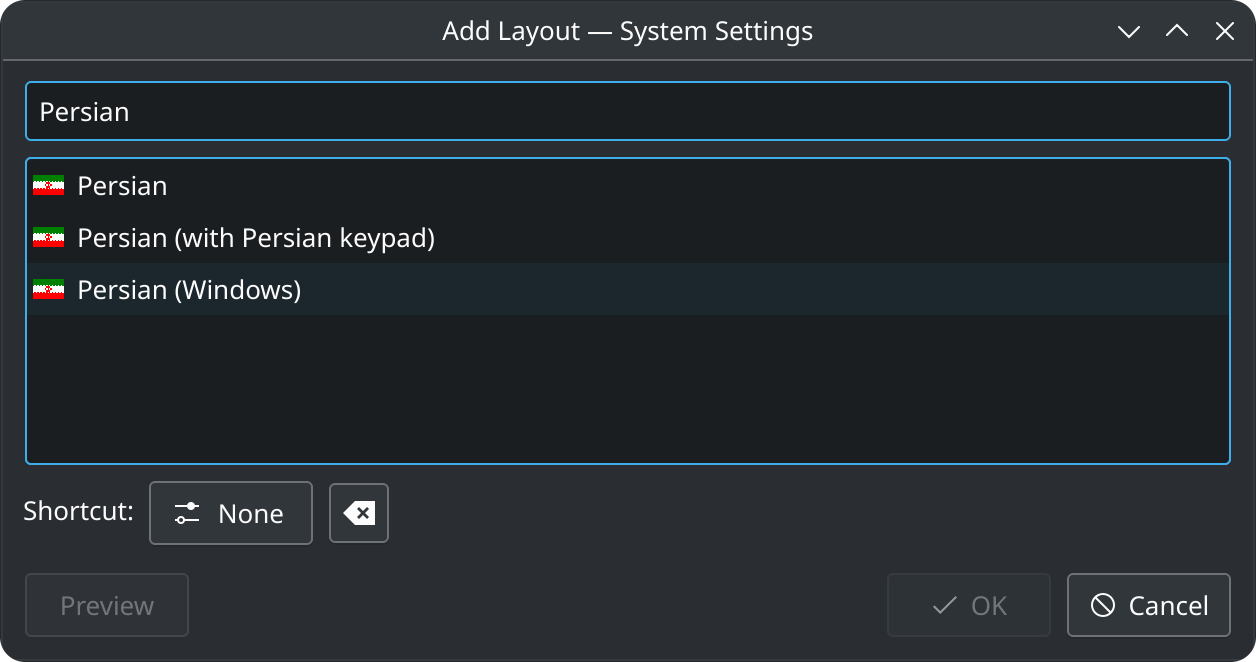 Add Layout — System Settings
Persian
Persian
Persian (with Persian keypad)
Persian (Windows)
Shortcut: None
Preview OK Cancel